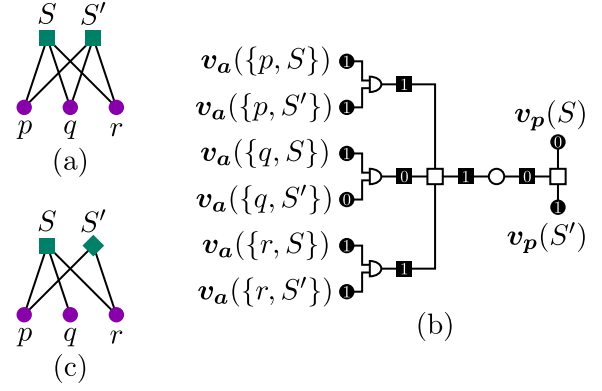 S S′
p q r
(a)
S S′
p q r
(c)
v_a({p, S}) 1
v_a({p, S′}) 1
1
v_a({q, S}) 1
v_a({q, S′}) 0
0
v_a({r, S}) 1
v_a({r, S′}) 1
1
1
0
v_p(S)
0
1
v_p(S′)
(b)